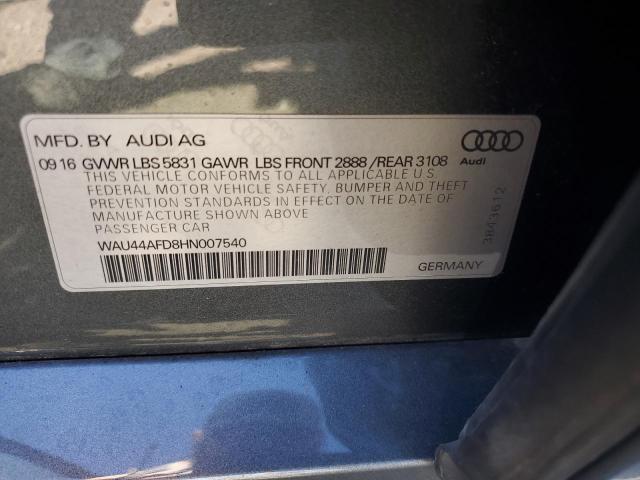 MFD. BY AUDI AG
09 16 GVWR LBS 5831 GAWR LBS FRONT 2888 /REAR 3108
THIS VEHICLE CONFORMS TO ALL APPLICABLE U.S.
FEDERAL MOTOR VEHICLE SAFETY, BUMPER AND THEFT
PREVENTION STANDARDS IN EFFECT ON THE DATE OF
MANUFACTURE SHOWN ABOVE
PASSENGER CAR
WAU44AFD8HN007540
GERMANY
Audi
3843612